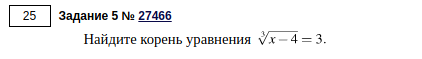 25 Задание 5 № 27466
Найдите корень уравнения ∛(x − 4) = 3.